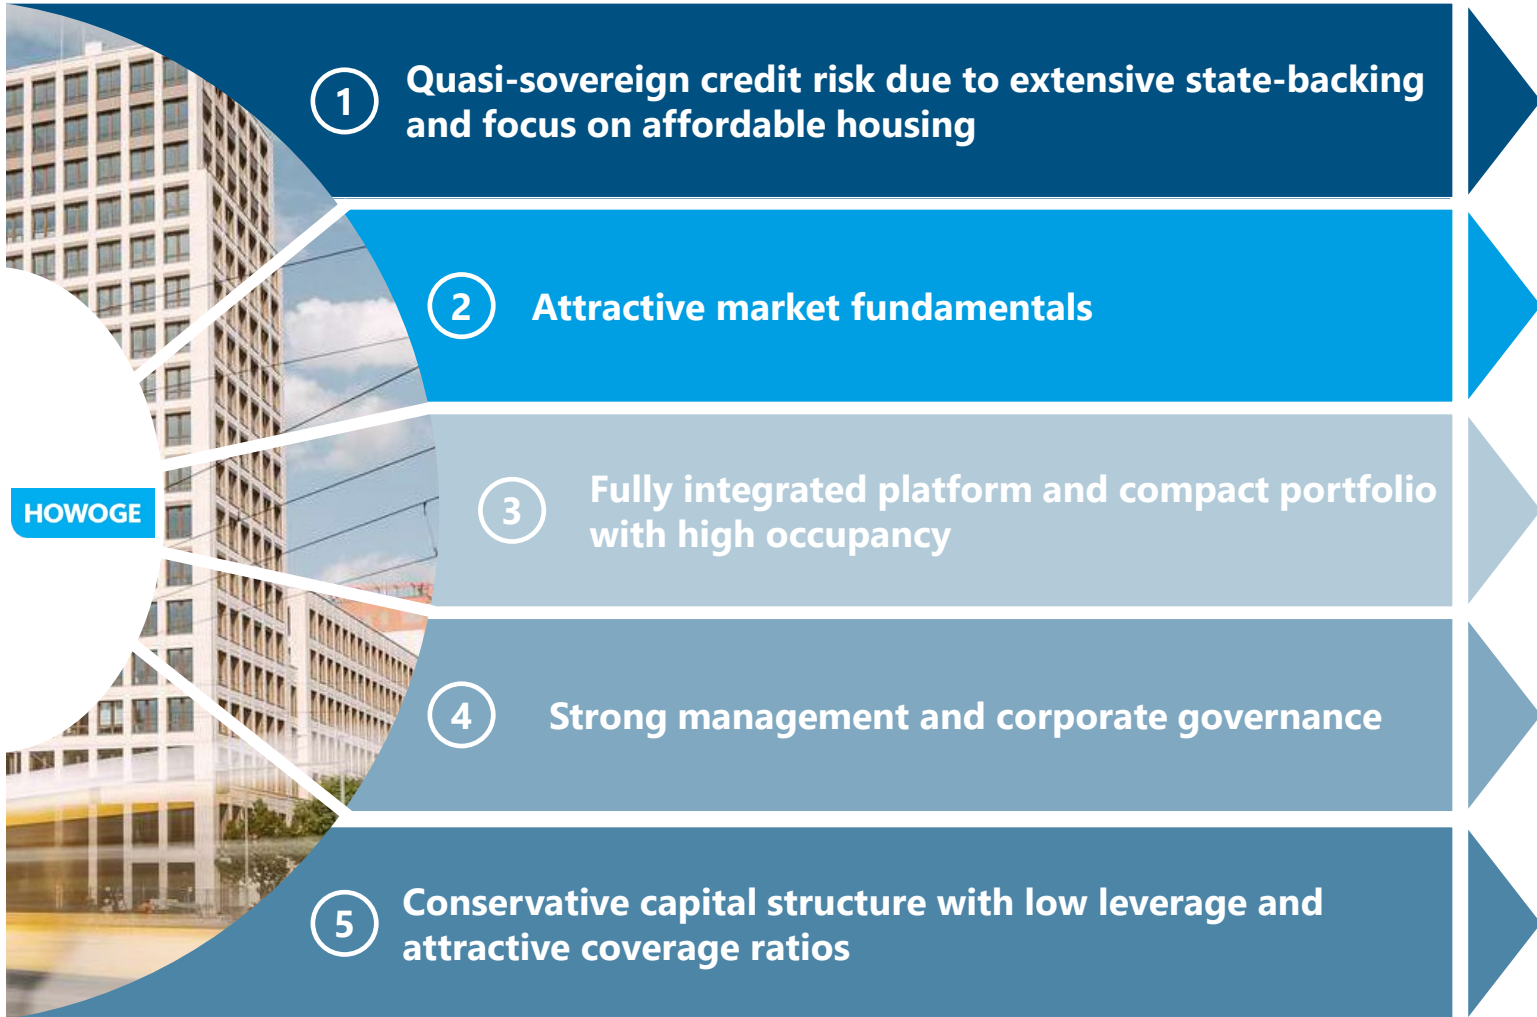 1
Quasi-sovereign credit risk due to extensive state-backing
and focus on affordable housing
2
Attractive market fundamentals
3
Fully integrated platform and compact portfolio
with high occupancy
HOWOGE
4
Strong management and corporate governance
5
Conservative capital structure with low leverage and
attractive coverage ratios